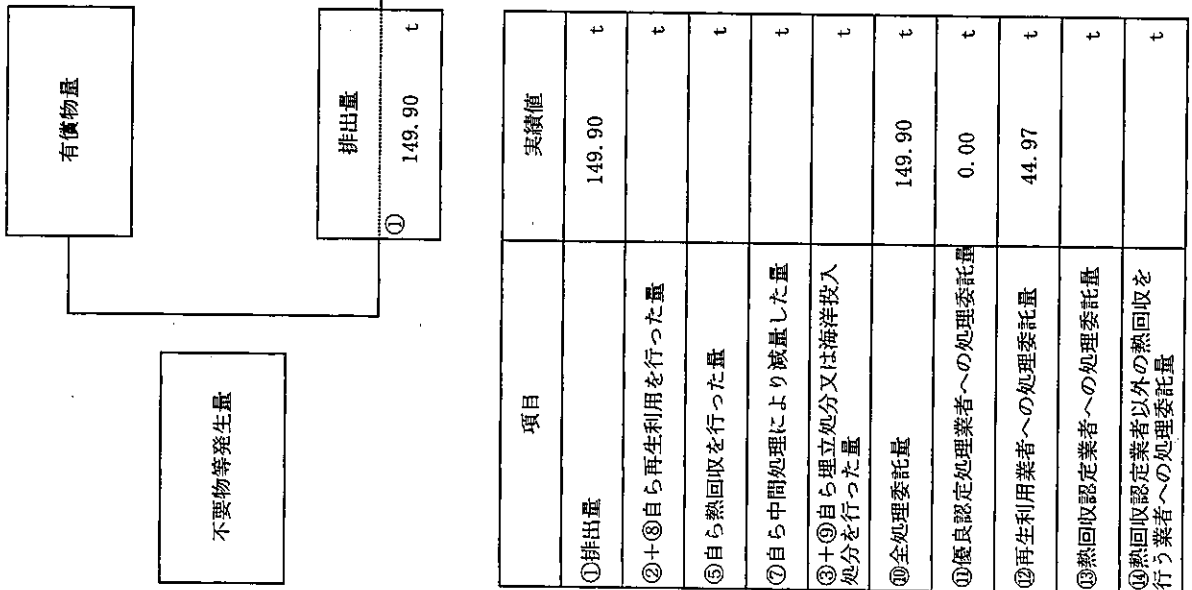 有償物量
不要物等発生量
排出量
① 149.90 t
項目 実績値
①排出量 149.90 t
②+⑧自ら再生利用を行った量 t
⑤自ら熱回収を行った量 t
⑦自ら中間処理により減量した量 t
③+⑨自ら埋立処分又は海洋投入
処分を行った量 t
⑩全処理委託量 149.90 t
⑪優良認定処理業者への処理委託量 0.00 t
⑫再生利用業者への処理委託量 44.97 t
⑬熱回収認定業者への処理委託量 t
⑭熱回収認定業者以外の熱回収を
行う業者への処理委託量 t